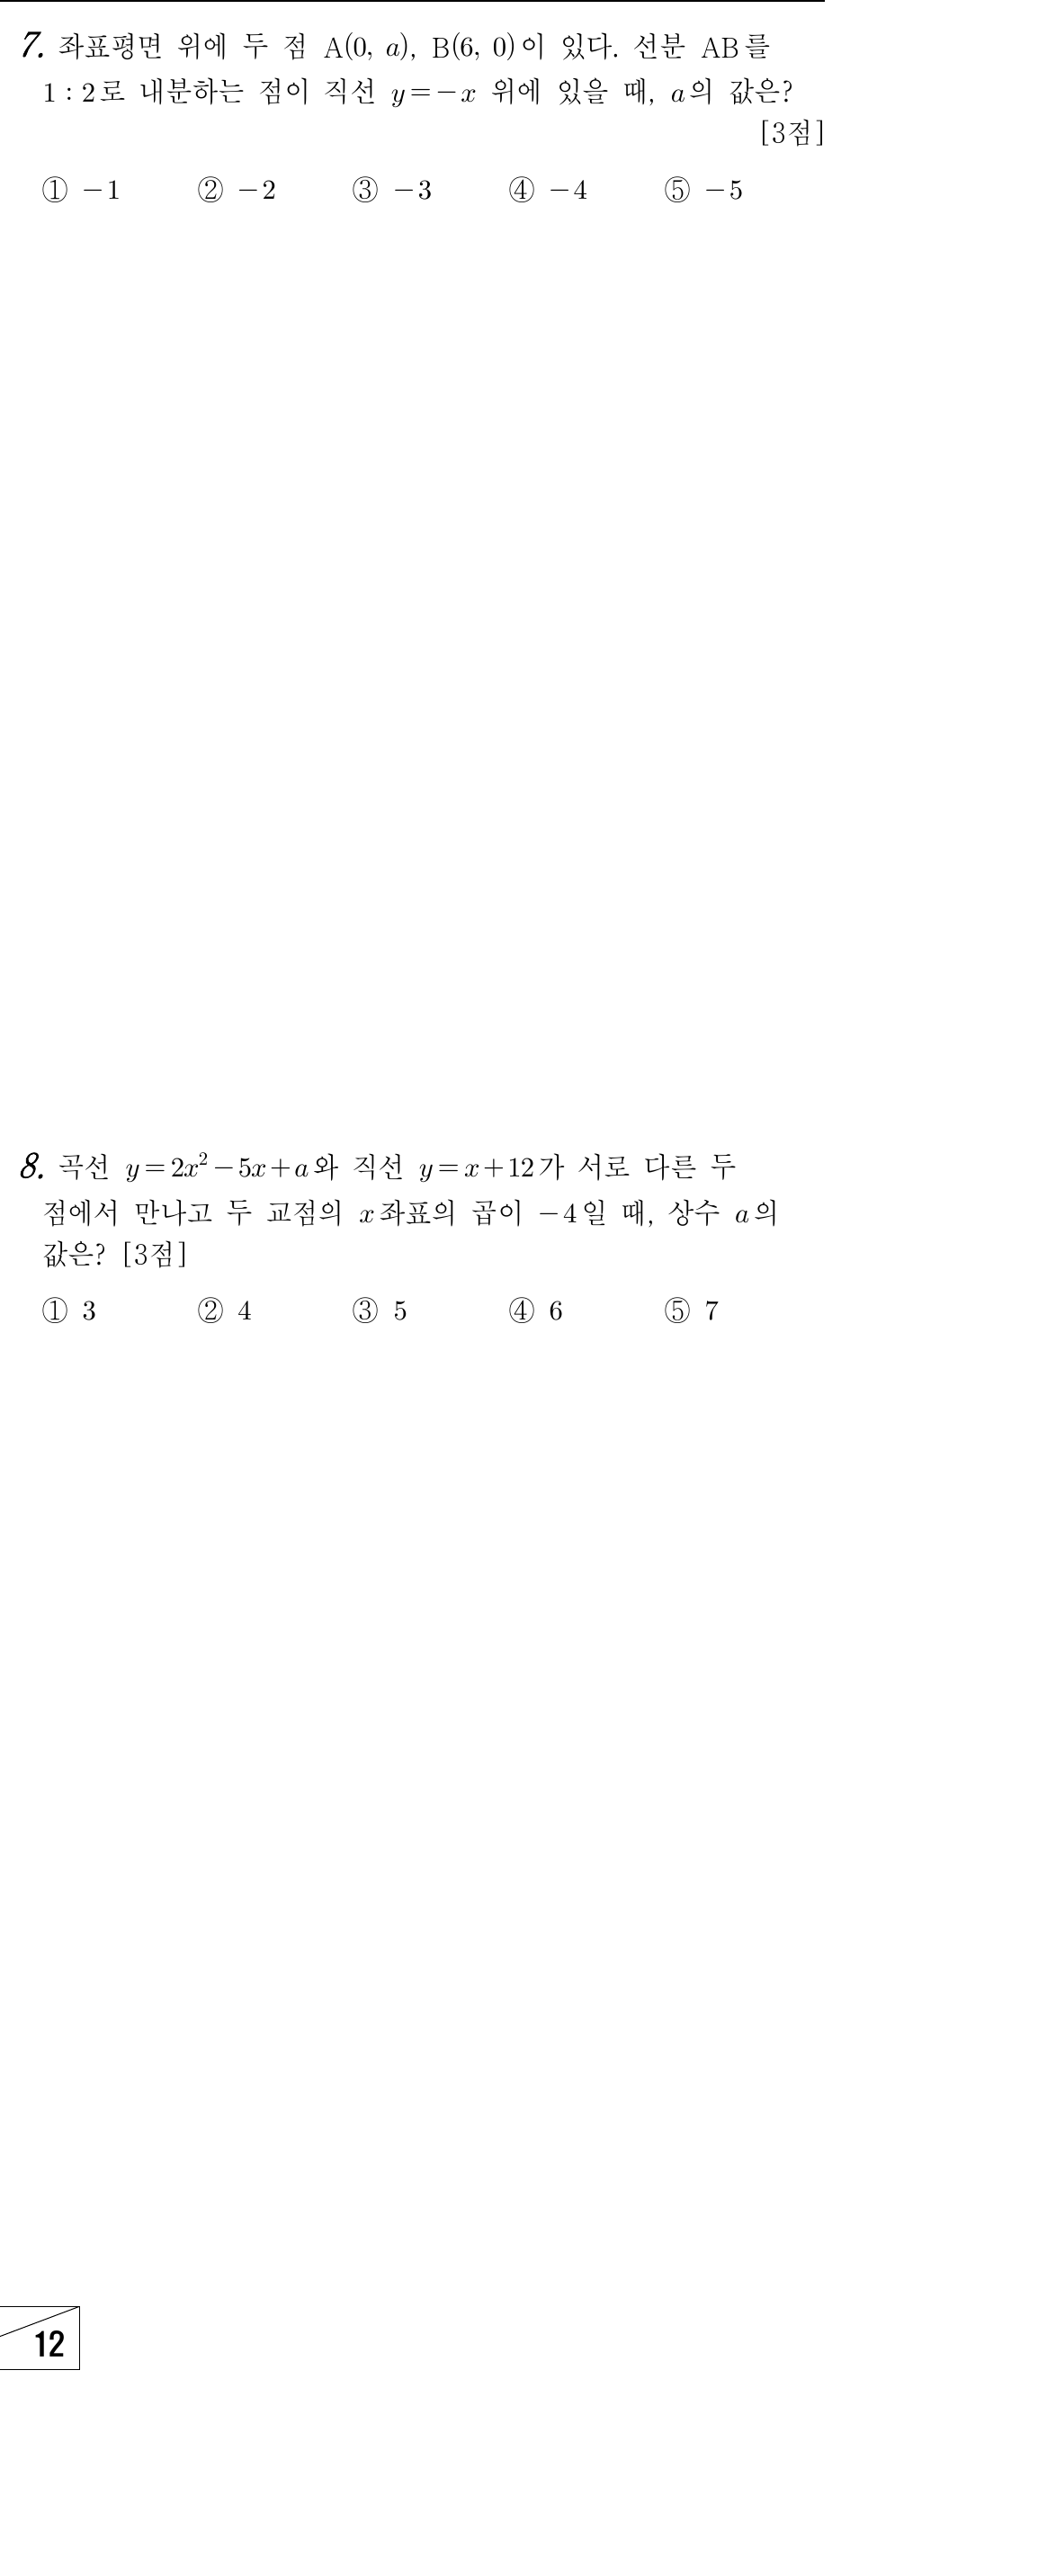 7. 좌표평면 위에 두 점 A(0, a), B(6, 0)이 있다. 선분 AB를
1 : 2로 내분하는 점이 직선 y=−x 위에 있을 때, a의 값은?
[3점]
① −1 ② −2 ③ −3 ④ −4 ⑤ −5
8. 곡선 y=2x²−5x+a와 직선 y=x+12가 서로 다른 두
점에서 만나고 두 교점의 x좌표의 곱이 −4일 때, 상수 a의
값은? [3점]
① 3 ② 4 ③ 5 ④ 6 ⑤ 7
12